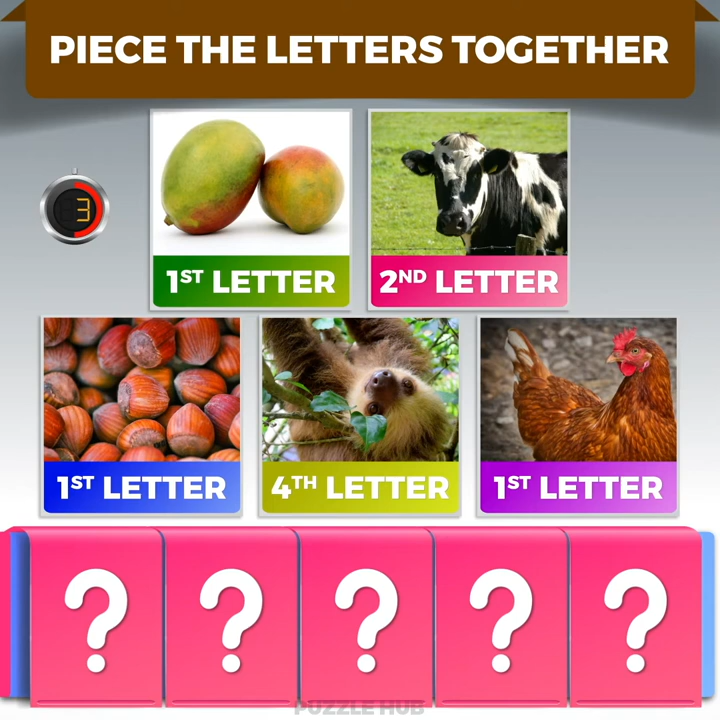 PIECE THE LETTERS TOGETHER
3
1ST LETTER
2ND LETTER
1ST LETTER
4TH LETTER
1ST LETTER
? ? ? ? ?
PUZZLE HUB